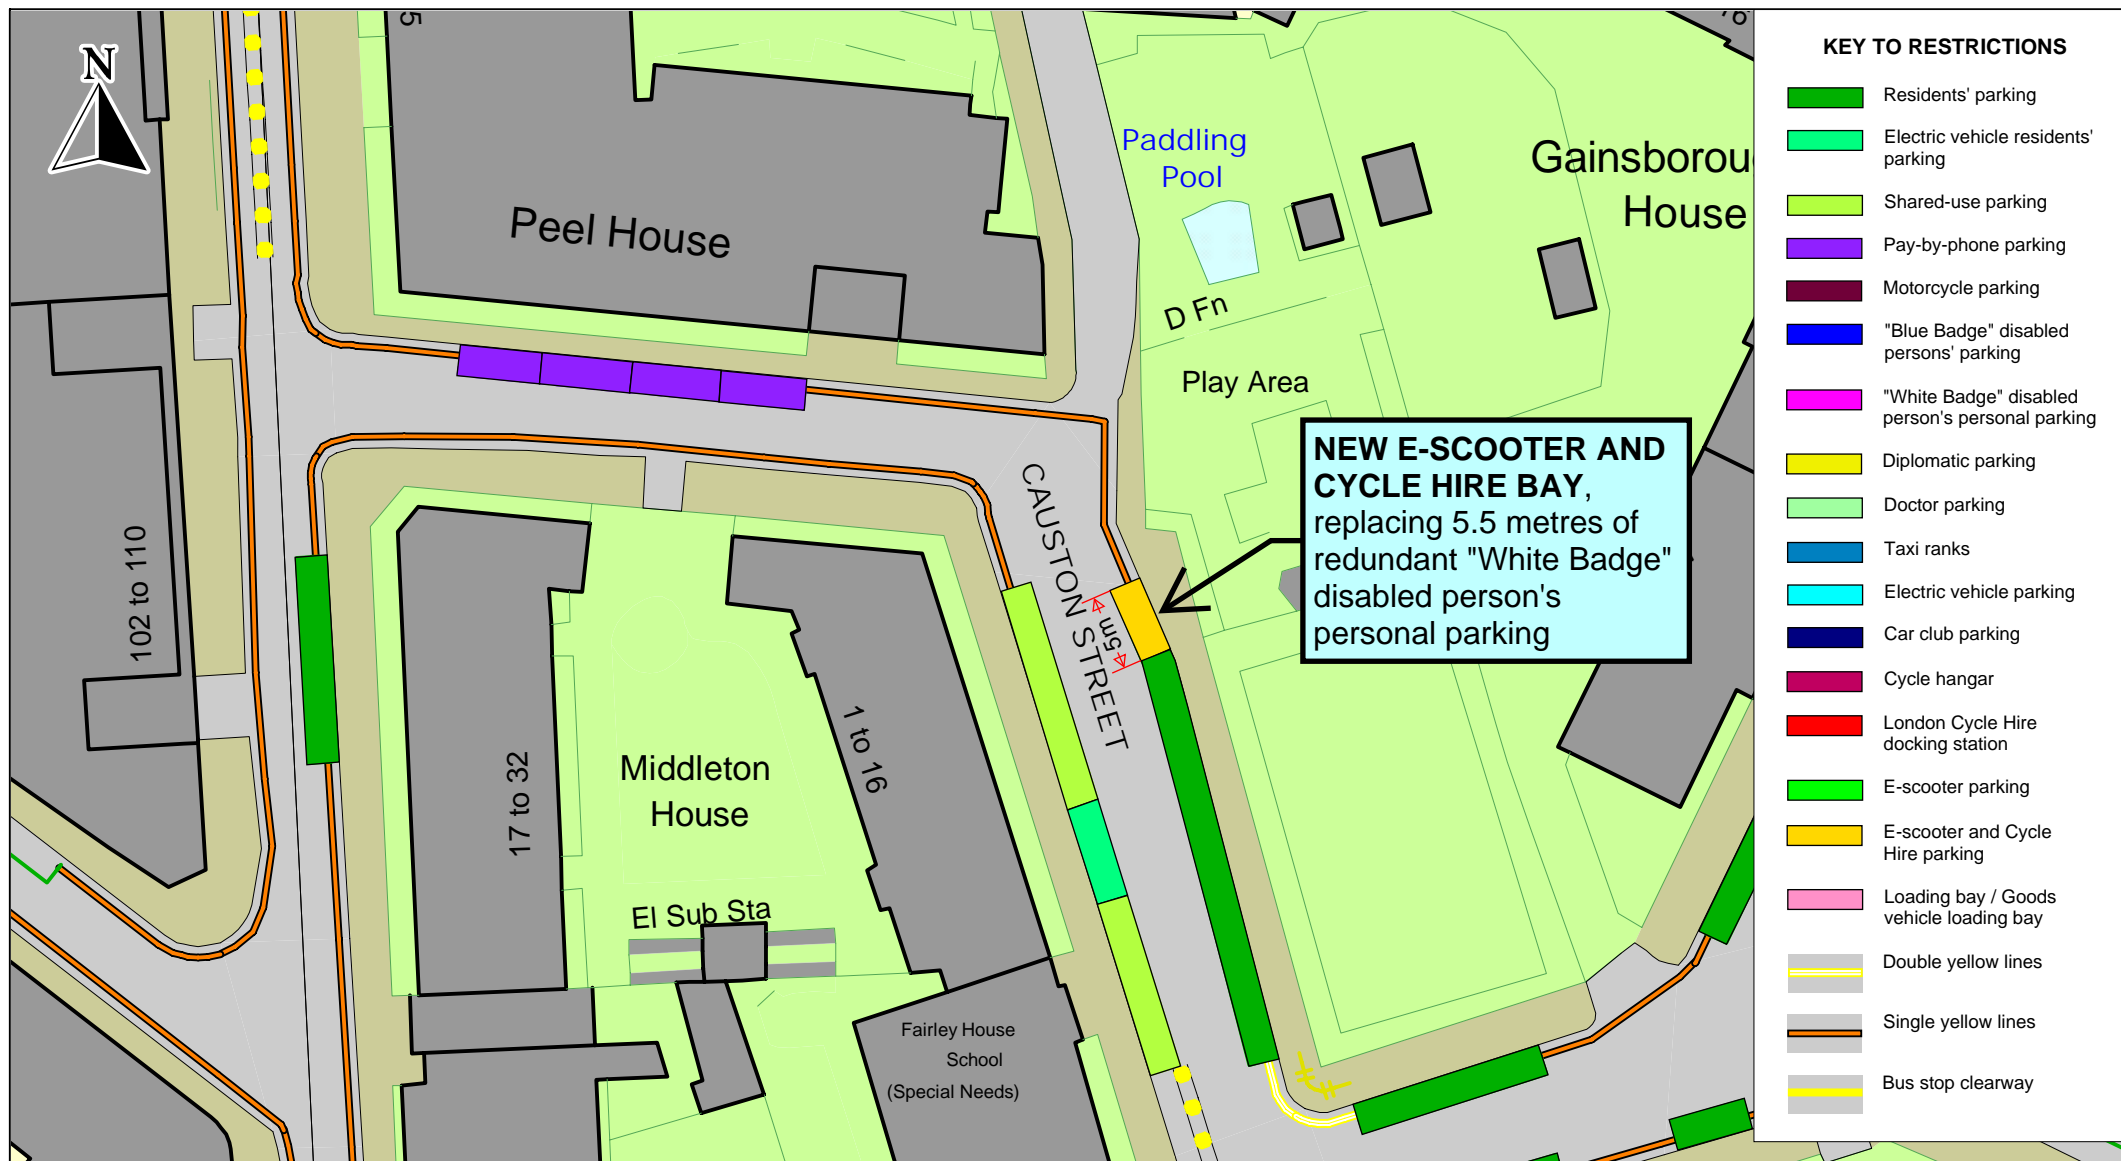 N
5
Peel House
Paddling
Pool
Gainsborou
House
D Fn
Play Area
NEW E-SCOOTER AND
CYCLE HIRE BAY,
replacing 5.5 metres of
redundant "White Badge"
disabled person's
personal parking
CAUSTON STREET
5m
102 to 110
17 to 32
Middleton
House
1 to 16
El Sub Sta
Fairley House
School
(Special Needs)
KEY TO RESTRICTIONS
Residents' parking
Electric vehicle residents'
parking
Shared-use parking
Pay-by-phone parking
Motorcycle parking
"Blue Badge" disabled
persons' parking
"White Badge" disabled
person's personal parking
Diplomatic parking
Doctor parking
Taxi ranks
Electric vehicle parking
Car club parking
Cycle hangar
London Cycle Hire
docking station
E-scooter parking
E-scooter and Cycle
Hire parking
Loading bay / Goods
vehicle loading bay
Double yellow lines
Single yellow lines
Bus stop clearway